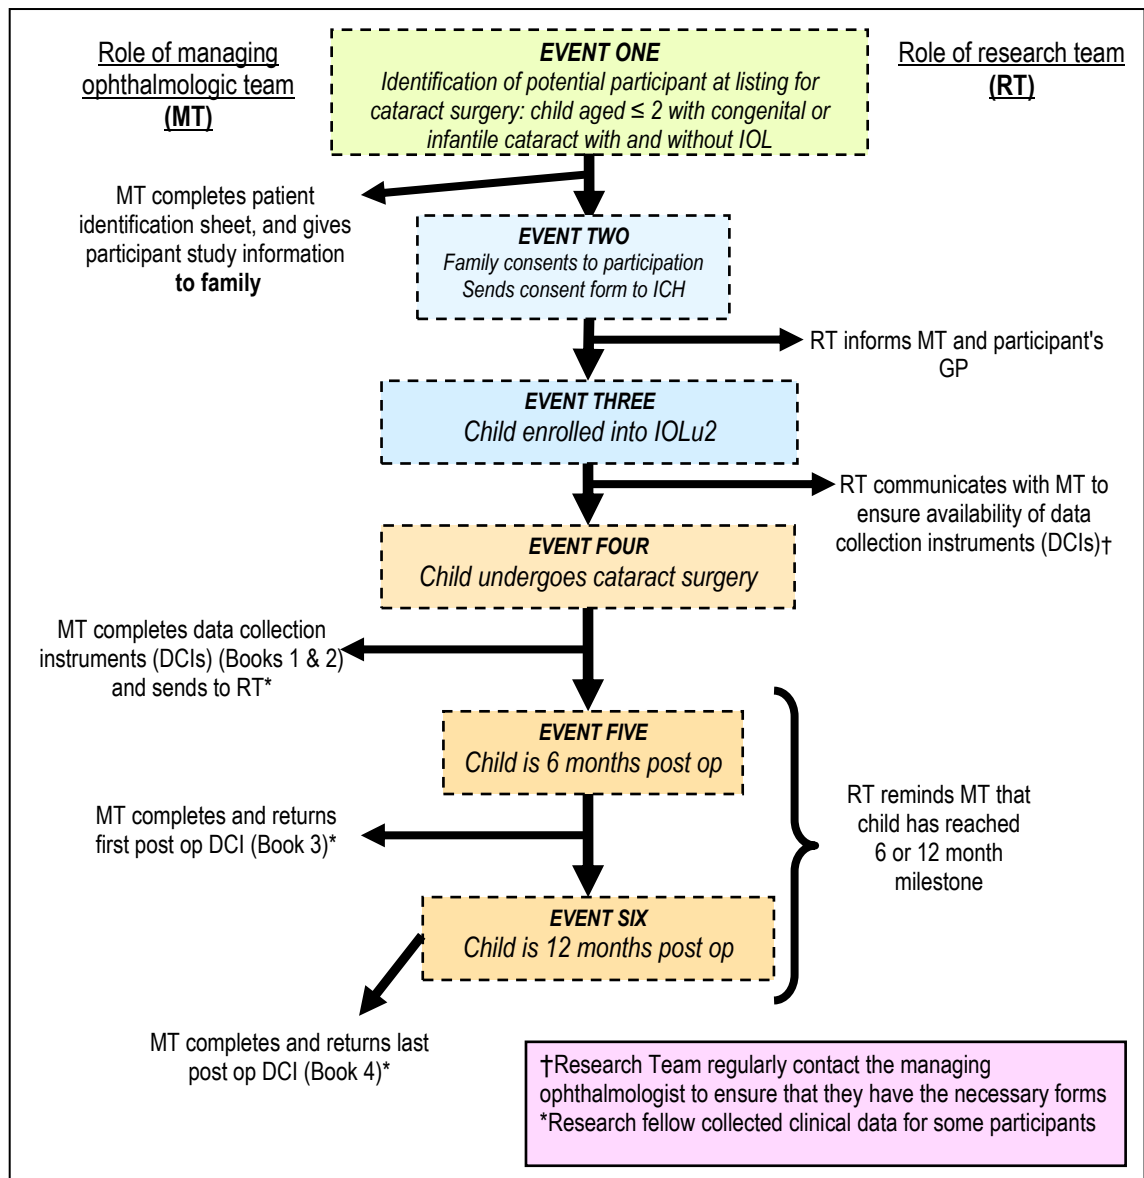 Role of managing
ophthalmologic team
(MT)
EVENT ONE
Identification of potential participant at listing for
cataract surgery: child aged ≤ 2 with congenital or
infantile cataract with and without IOL
Role of research team
(RT)
MT completes patient
identification sheet, and gives
participant study information
to family
EVENT TWO
Family consents to participation
Sends consent form to ICH
RT informs MT and participant's
GP
EVENT THREE
Child enrolled into IOLu2
RT communicates with MT to
ensure availability of data
collection instruments (DCIs)†
EVENT FOUR
Child undergoes cataract surgery
MT completes data collection
instruments (DCIs) (Books 1 & 2)
and sends to RT*
EVENT FIVE
Child is 6 months post op
MT completes and returns
first post op DCI (Book 3)*
RT reminds MT that
child has reached
6 or 12 month
milestone
EVENT SIX
Child is 12 months post op
MT completes and returns last
post op DCI (Book 4)*
†Research Team regularly contact the managing
ophthalmologist to ensure that they have the necessary forms
*Research fellow collected clinical data for some participants